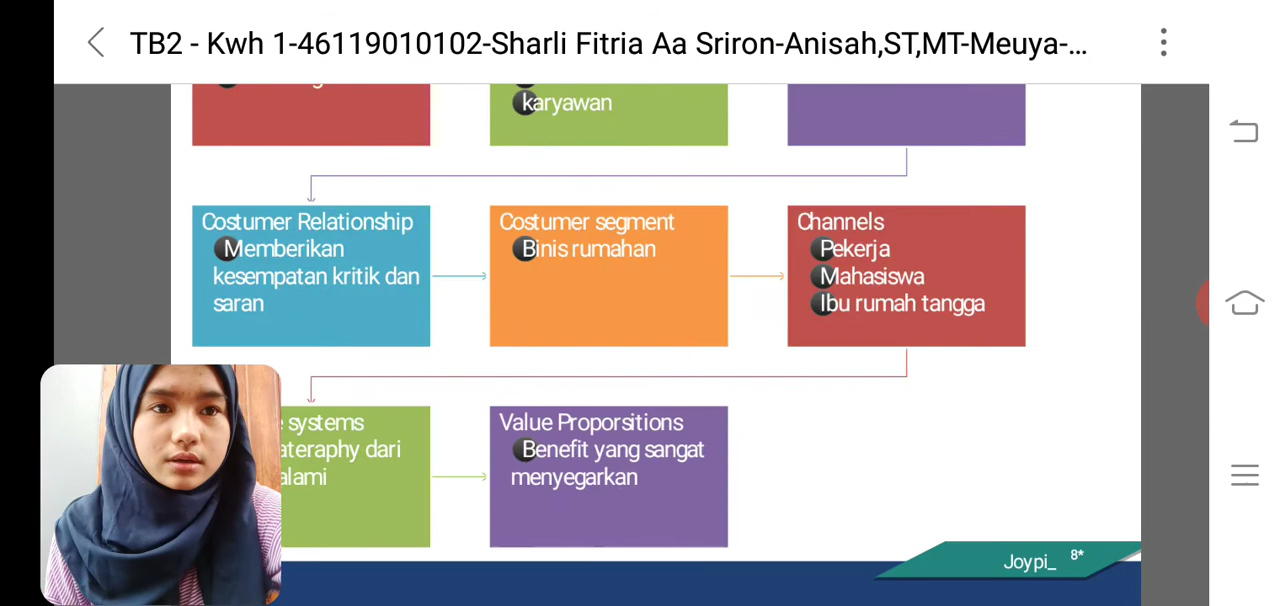 TB2 - Kwh 1-46119010102-Sharli Fitria Aa Sriron-Anisah,ST,MT-Meuya-...
karyawan
Costumer Relationship
Memberikan
kesempatan kritik dan
saran
Costumer segment
Binis rumahan
Channels
Pekerja
Mahasiswa
Ibu rumah tangga
systems
dari
alami
Value Proporsitions
Benefit yang sangat
menyegarkan
Joypi_ 8*